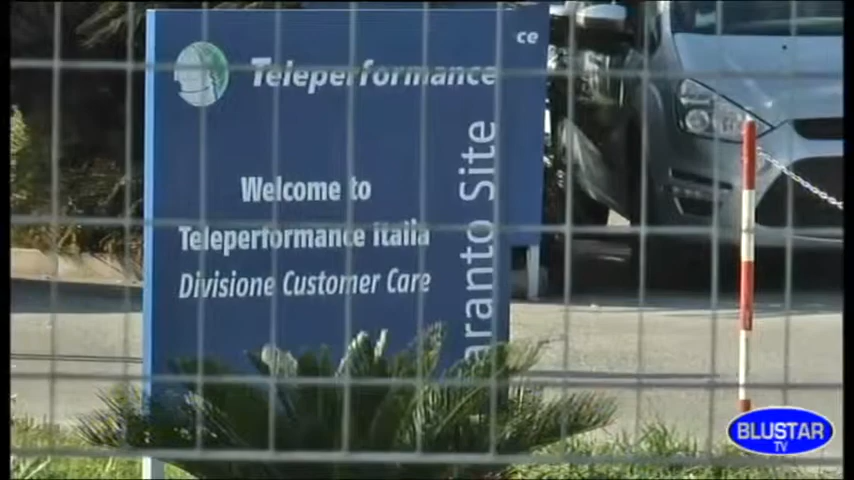 ce
Teleperformance
Welcome to
Teleperformance Italia
Divisione Customer Care
aranto Site
BLUSTAR
TV